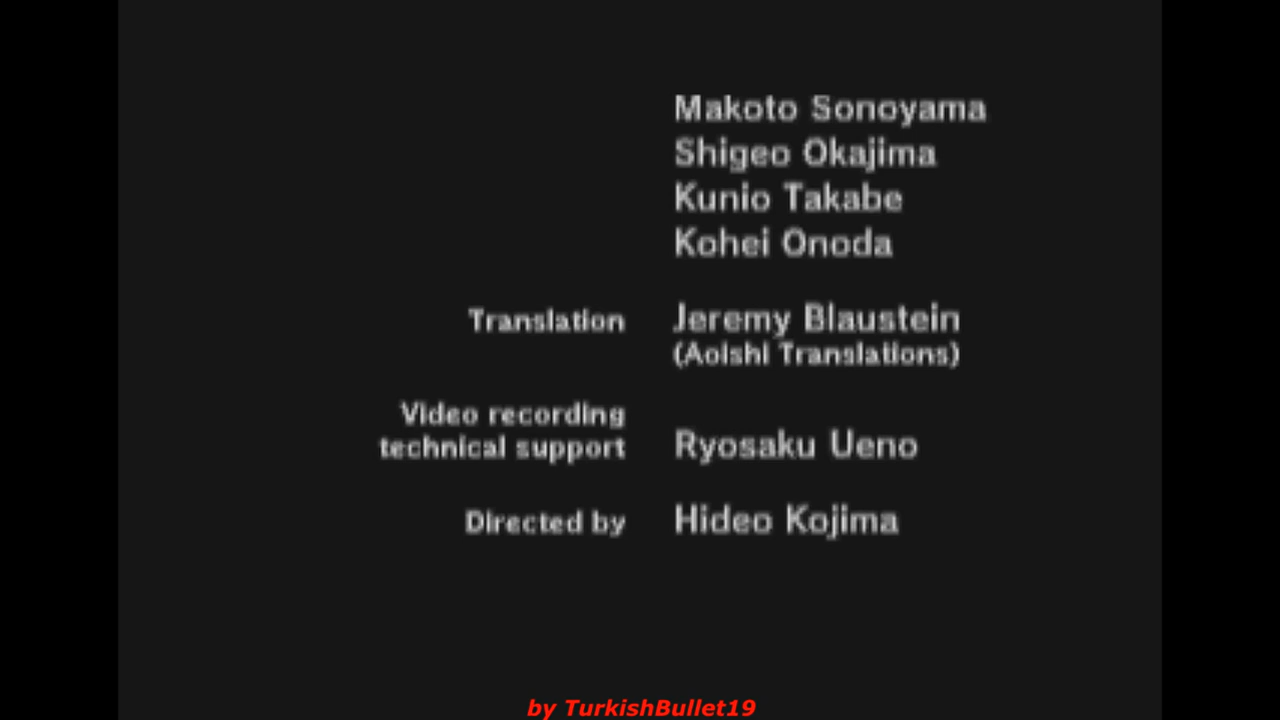 Makoto Sonoyama
Shigeo Okajima
Kunio Takabe
Kohei Onoda
Translation Jeremy Blaustein
(Aoishi Translations)
Video recording
technical support Ryosaku Ueno
Directed by Hideo Kojima
by TurkishBullet19